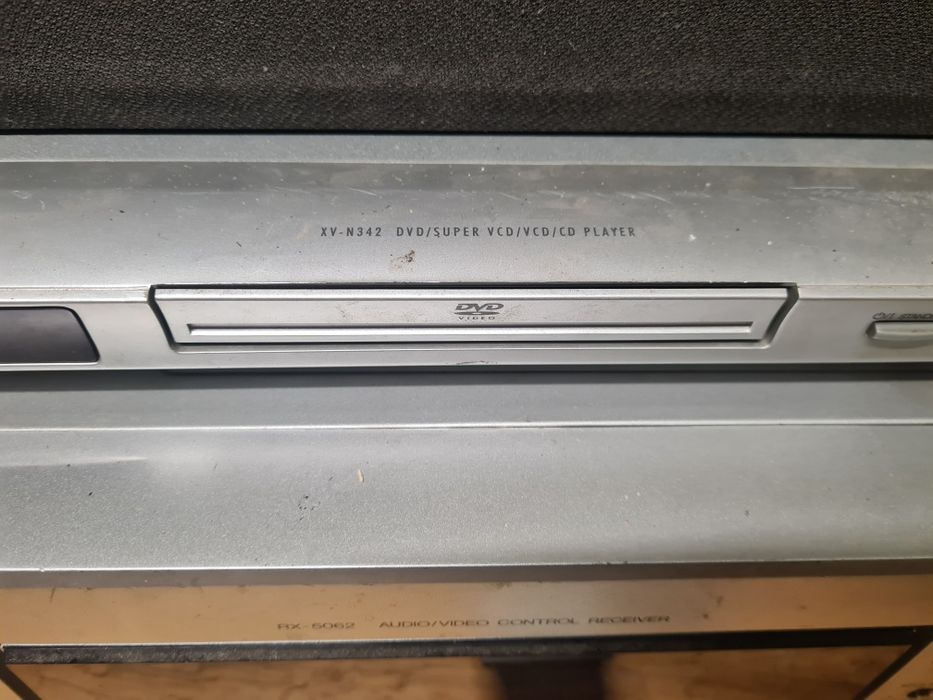 XV-N342 DVD/SUPER VCD/VCD/CD PLAYER
DVD
VIDEO
RX-5062 AUDIO/VIDEO CONTROL RECEIVER